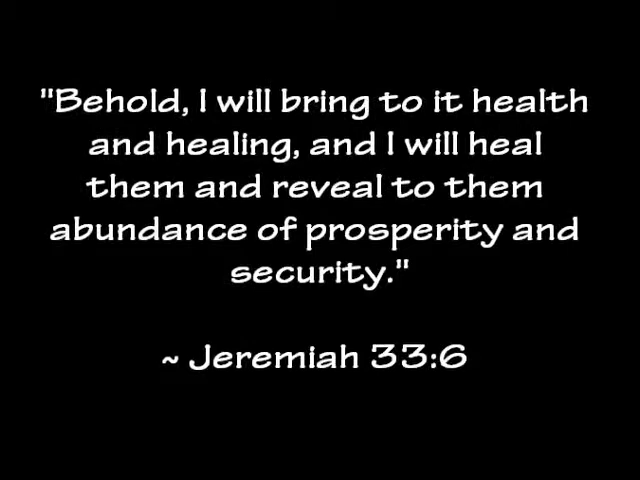 "Behold, I will bring to it health
and healing, and I will heal
them and reveal to them
abundance of prosperity and
security."
~ Jeremiah 33:6